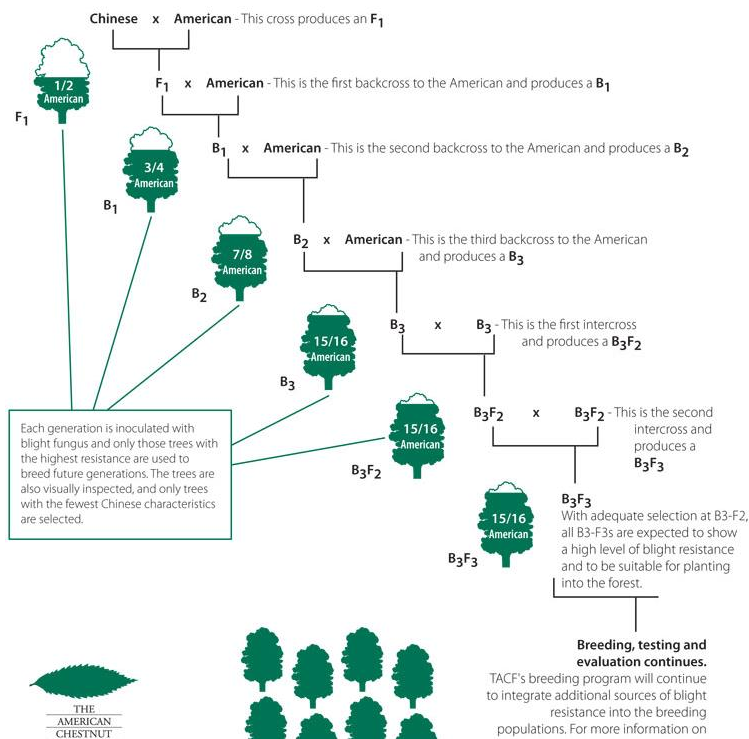 Chinese x American - This cross produces an F1
1/2
American
F1
F1 x American - This is the first backcross to the American and produces a B1
3/4
American
B1
B1 x American - This is the second backcross to the American and produces a B2
7/8
American
B2
B2 x American - This is the third backcross to the American
and produces a B3
15/16
American
B3
B3 x B3 - This is the first intercross
and produces a B3F2
15/16
American
B3F2
B3F2 x B3F2 - This is the second
intercross and
produces a
B3F3
Each generation is inoculated with
blight fungus and only those trees with
the highest resistance are used to
breed future generations. The trees are
also visually inspected, and only trees
with the fewest Chinese characteristics
are selected.
15/16
American
B3F3
B3F3
With adequate selection at B3-F2,
all B3-F3s are expected to show
a high level of blight resistance
and to be suitable for planting
into the forest.
Breeding, testing and
evaluation continues.
TACF's breeding program will continue
to integrate additional sources of blight
resistance into the breeding
populations. For more information on
THE
AMERICAN
CHESTNUT